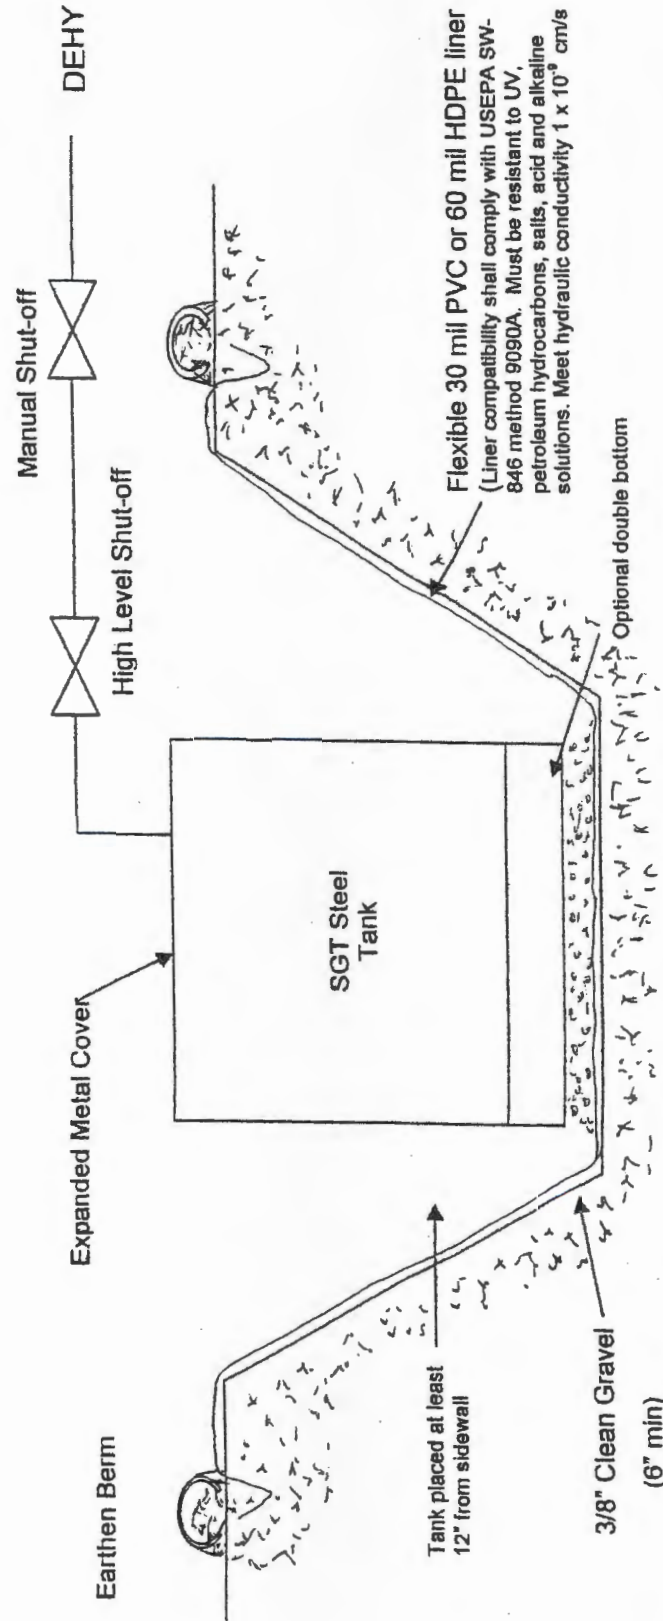 DEHY
Manual Shut-off
High Level Shut-off
Expanded Metal Cover
Earthen Berm
SGT Steel
Tank
Flexible 30 mil PVC or 60 mil HDPE liner
(Liner compatibility shall comply with USEPA SW-
846 method 9090A. Must be resistant to UV,
petroleum hydrocarbons, salts, acid and alkaline
solutions. Meet hydraulic conductivity 1 x 10⁻⁹ cm/s
Tank placed at least
12" from sidewall
Optional double bottom
3/8" Clean Gravel
(6" min)